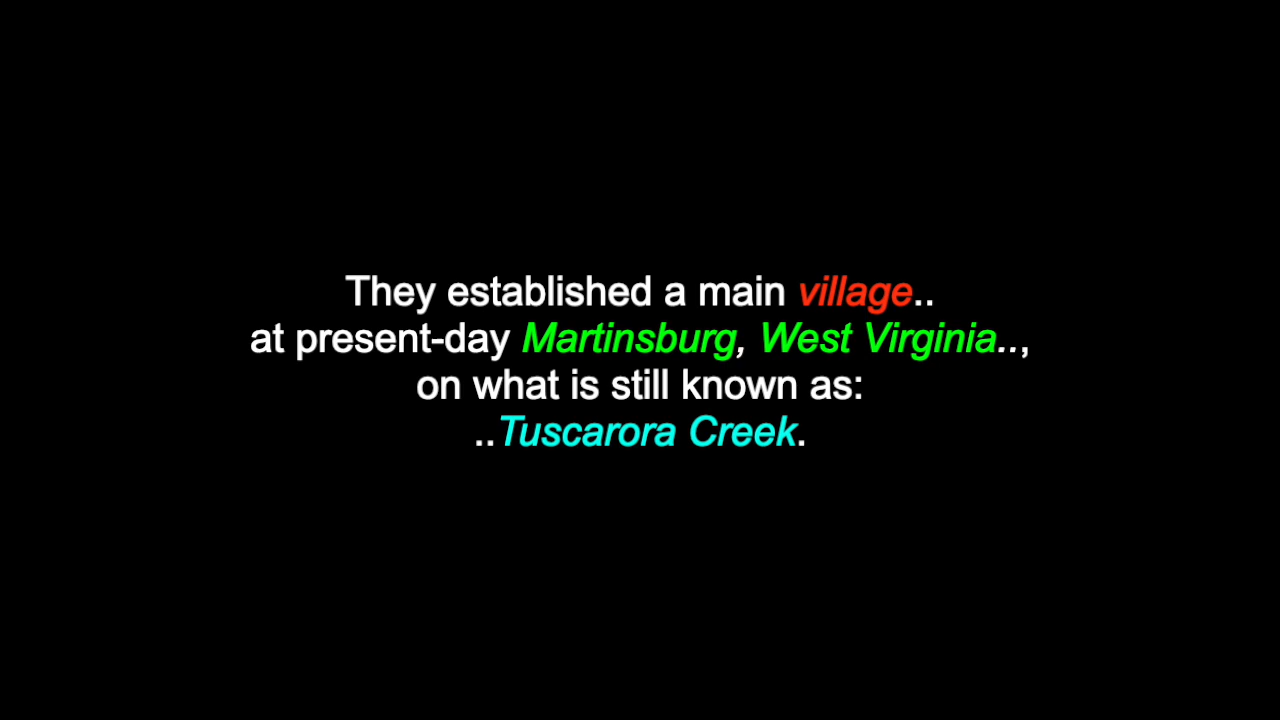 They established a main village..
at present-day Martinsburg, West Virginia..,
on what is still known as:
..Tuscarora Creek.